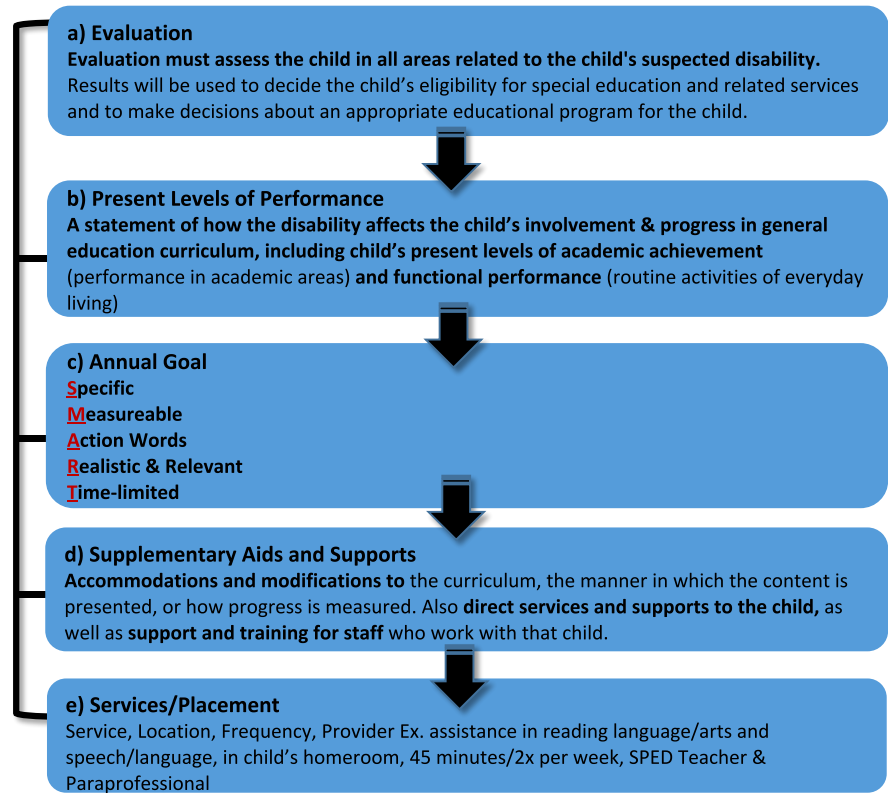 a) Evaluation
Evaluation must assess the child in all areas related to the child's suspected disability.
Results will be used to decide the child’s eligibility for special education and related services
and to make decisions about an appropriate educational program for the child.
b) Present Levels of Performance
A statement of how the disability affects the child’s involvement & progress in general
education curriculum, including child’s present levels of academic achievement
(performance in academic areas) and functional performance (routine activities of everyday
living)
c) Annual Goal
Specific
Measureable
Action Words
Realistic & Relevant
Time-limited
d) Supplementary Aids and Supports
Accommodations and modifications to the curriculum, the manner in which the content is
presented, or how progress is measured. Also direct services and supports to the child, as
well as support and training for staff who work with that child.
e) Services/Placement
Service, Location, Frequency, Provider Ex. assistance in reading language/arts and
speech/language, in child’s homeroom, 45 minutes/2x per week, SPED Teacher &
Paraprofessional